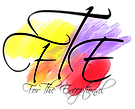 FTE
For The Exceptional